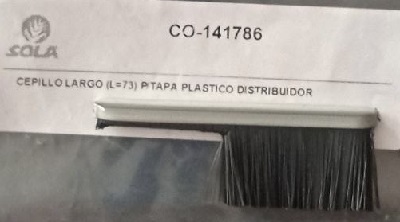 CO-141786
SOLA
CEPILLO LARGO (L=73) P/TAPA PLASTICO DISTRIBUIDOR